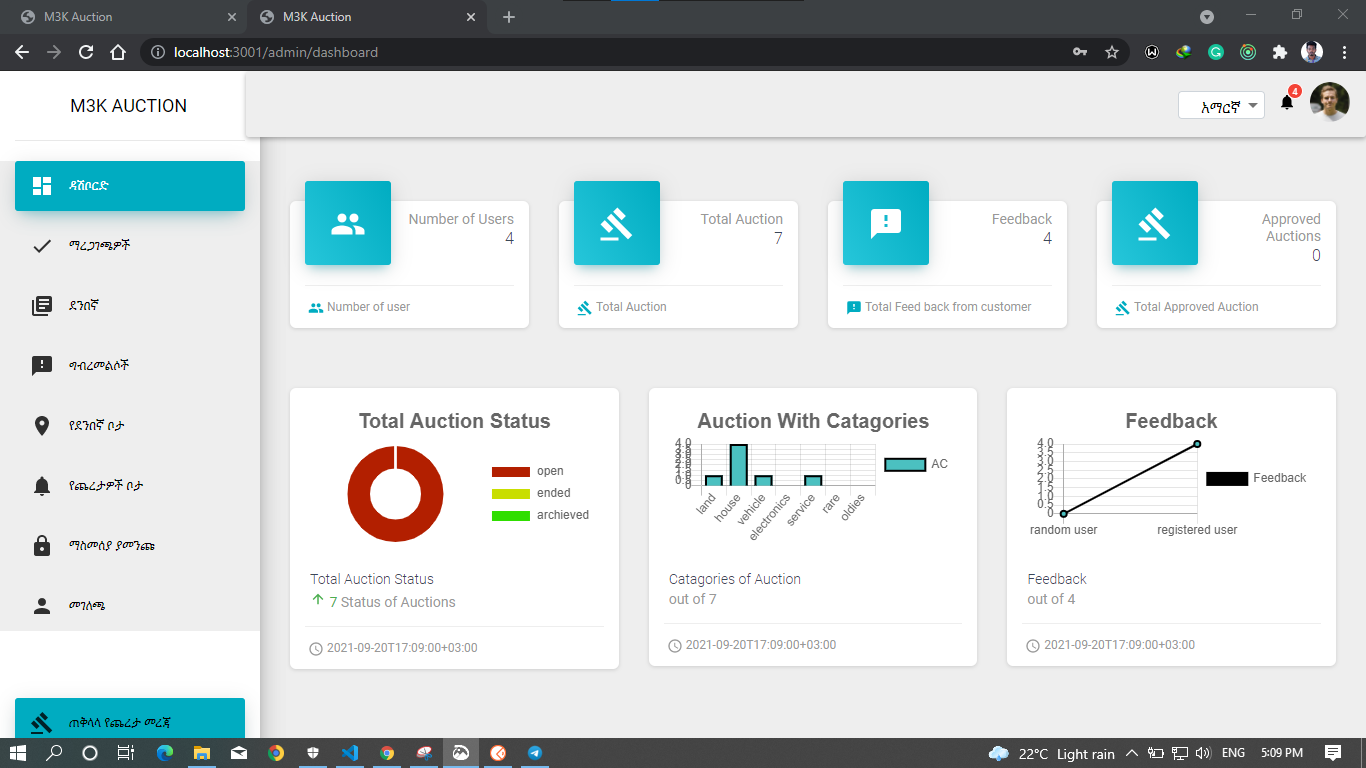 M3K Auction
M3K Auction
localhost:3001/admin/dashboard
M3K AUCTION
አማርኛ
4
ዳሽቦርድ
ማረጋገጫዎች
ደንበኛ
ግብረመልሶች
የደንበኛ ቦታ
የጨረታዎች ቦታ
ማስመሰያ ያመንጩ
መገለጫ
ጠቅላላ የጨረታ መረጃ
Number of Users
4
Number of user
Total Auction
7
Total Auction
Feedback
4
Total Feed back from customer
Approved
Auctions
0
Total Approved Auction
Total Auction Status
open
ended
archieved
Total Auction Status
7 Status of Auctions
2021-09-20T17:09:00+03:00
Auction With Catagories
4.0
3.5
3.0
2.5
2.0
1.5
1.0
0.5
0
land
house
vehicle
electronics
service
rare
oldies
AC
Catagories of Auction
out of 7
2021-09-20T17:09:00+03:00
Feedback
4.0
3.5
3.0
2.5
2.0
1.5
1.0
0.5
0
random user
registered user
Feedback
Feedback
out of 4
2021-09-20T17:09:00+03:00
22°C Light rain
ENG
5:09 PM